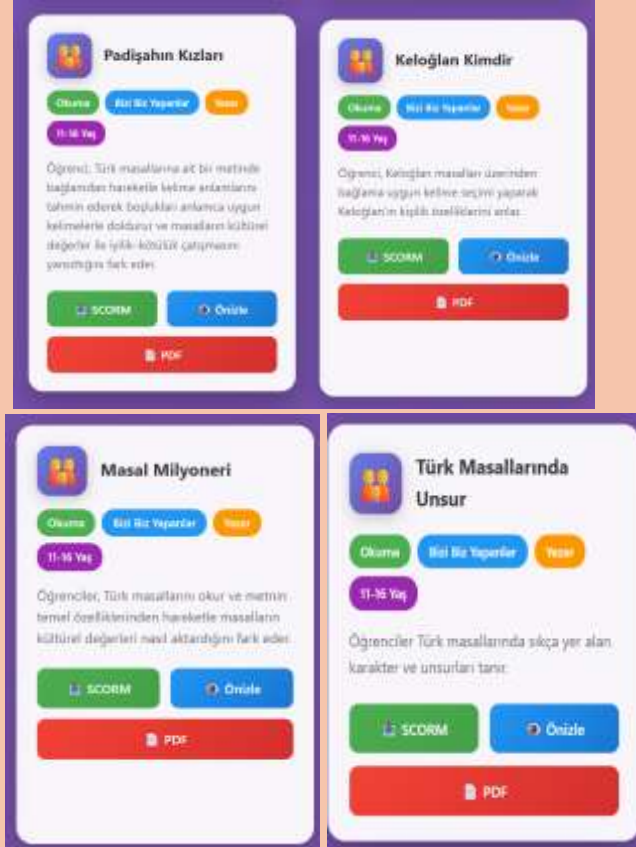 Padişahın Kızları
Okuma Bizi Biz Yapanlar Yazar
11-16 Yaş
Öğrenci, Türk masallarına ait bir metinde
bağlamdan hareketle kelime anlamlarını
tahmin ederek boşlukları anlamca uygun
kelimelerle doldurur ve masalların kültürel
değerler ile iyilik-kötülük çatışmasını
yansıttığını fark eder.
SCORM Önizle
PDF
Keloğlan Kimdir
Okuma Bizi Biz Yapanlar Yazar
11-16 Yaş
Öğrenci, Keloğlan masalları üzerinden
bağlama uygun kelime seçimi yaparak
Keloğlan'ın kişilik özelliklerini anlar.
SCORM Önizle
PDF
Masal Milyoneri
Okuma Bizi Biz Yapanlar Yazar
11-16 Yaş
Öğrenciler, Türk masallarını okur ve metnin
temel özelliklerinden hareketle masalların
kültürel değerleri nasıl aktardığını fark eder.
SCORM Önizle
PDF
Türk Masallarında
Unsur
Okuma Bizi Biz Yapanlar Yazar
11-16 Yaş
Öğrenciler Türk masallarında sıkça yer alan
karakter ve unsurları tanır.
SCORM Önizle
PDF